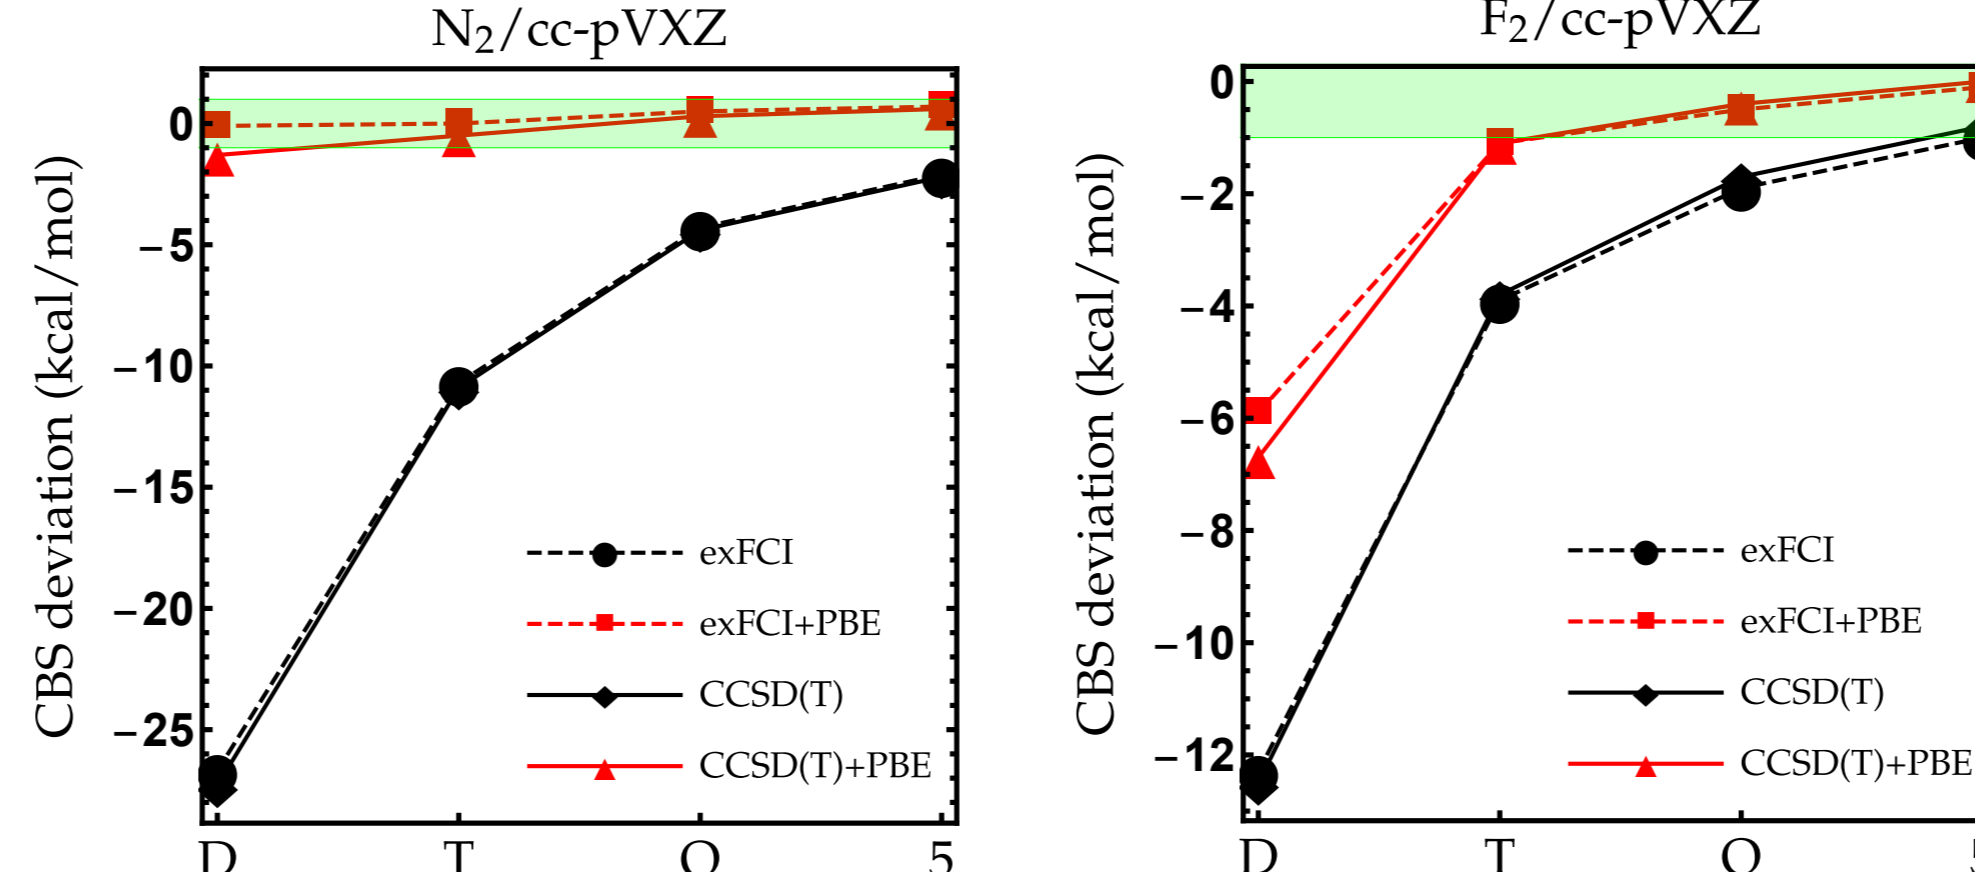 N₂/cc-pVXZ
CBS deviation (kcal/mol)
0
−5
−10
−15
−20
−25
exFCI
exFCI+PBE
CCSD(T)
CCSD(T)+PBE
D T Q 5
F₂/cc-pVXZ
CBS deviation (kcal/mol)
0
−2
−4
−6
−8
−10
−12
exFCI
exFCI+PBE
CCSD(T)
CCSD(T)+PBE
D T Q 5